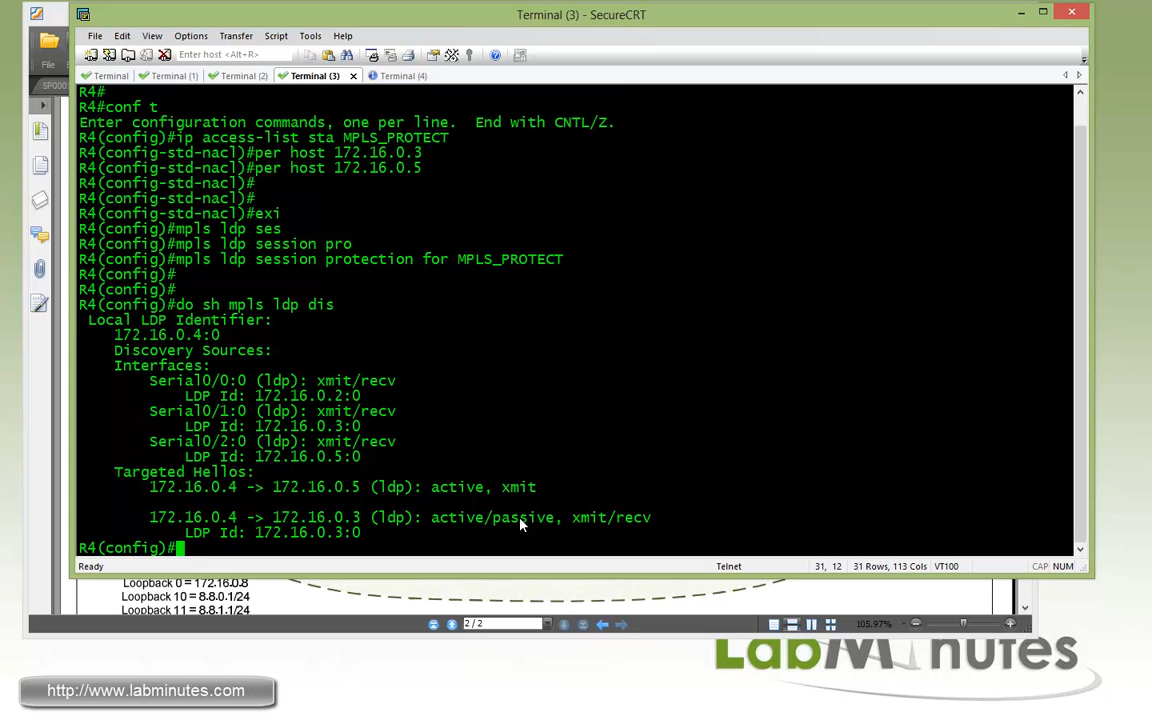 Terminal (3) - SecureCRT
File Edit View Options Transfer Script Tools Help
File
Enter host <Alt+R>
SP000
Terminal Terminal (1) Terminal (2) Terminal (3) Terminal (4)
R4#
R4#conf t
Enter configuration commands, one per line.  End with CNTL/Z.
R4(config)#ip access-list sta MPLS_PROTECT
R4(config-std-nacl)#per host 172.16.0.3
R4(config-std-nacl)#per host 172.16.0.5
R4(config-std-nacl)#
R4(config-std-nacl)#
R4(config-std-nacl)#exi
R4(config)#mpls ldp ses
R4(config)#mpls ldp session pro
R4(config)#mpls ldp session protection for MPLS_PROTECT
R4(config)#
R4(config)#
R4(config)#do sh mpls ldp dis
Local LDP Identifier:
172.16.0.4:0
Discovery Sources:
Interfaces:
Serial0/0:0 (ldp): xmit/recv
LDP Id: 172.16.0.2:0
Serial0/1:0 (ldp): xmit/recv
LDP Id: 172.16.0.3:0
Serial0/2:0 (ldp): xmit/recv
LDP Id: 172.16.0.5:0
Targeted Hellos:
172.16.0.4 -> 172.16.0.5 (ldp): active, xmit
172.16.0.4 -> 172.16.0.3 (ldp): active/passive, xmit/recv
LDP Id: 172.16.0.3:0
R4(config)#
Ready Telnet 31, 12 31 Rows, 113 Cols VT100 CAP NUM
Loopback 0 = 172.16.0.8
Loopback 10 = 8.8.0.1/24
Loopback 11 = 8.8.1.1/24
2 / 2 105.97%
LabMinutes
http://www.labminutes.com